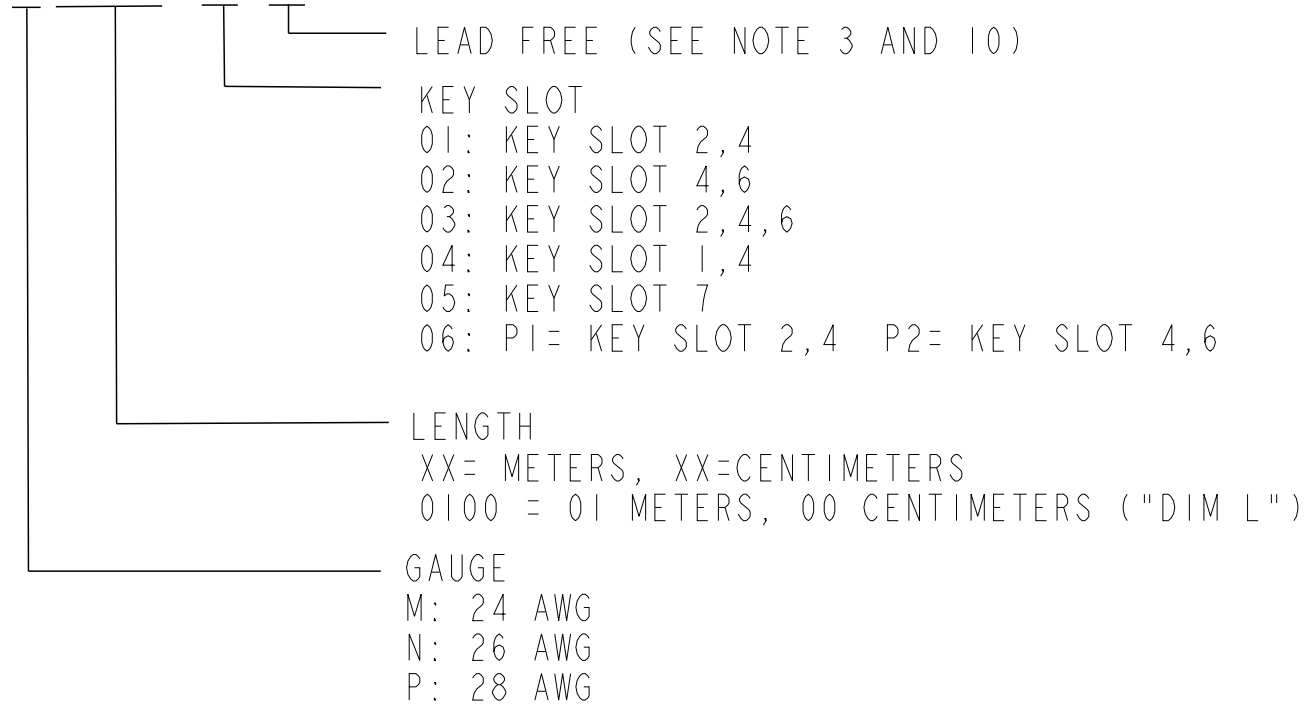 LEAD FREE (SEE NOTE 3 AND 10)
KEY SLOT
01: KEY SLOT 2,4
02: KEY SLOT 4,6
03: KEY SLOT 2,4,6
04: KEY SLOT 1,4
05: KEY SLOT 7
06: P1= KEY SLOT 2,4 P2= KEY SLOT 4,6
LENGTH
XX= METERS, XX=CENTIMETERS
0100 = 01 METERS, 00 CENTIMETERS ("DIM L")
GAUGE
M: 24 AWG
N: 26 AWG
P: 28 AWG